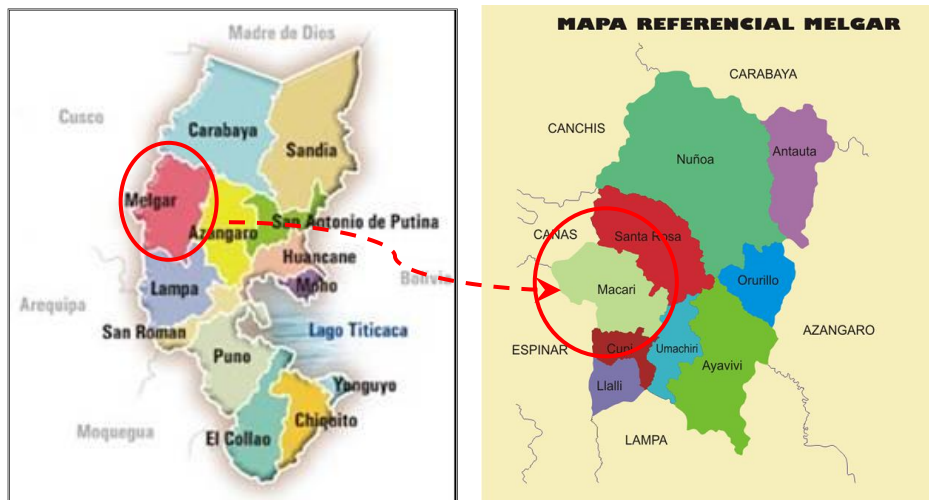 Madre de Dios
Cusco
Carabaya
Sandia
Melgar
San Antonio de Putina
Azangaro
Huancane
Moho
Bolivia
Lampa
Arequipa
San Roman
Lago Titicaca
Puno
Yunguyo
Chiquito
El Collao
Moquegua
MAPA REFERENCIAL MELGAR
CARABAYA
CANCHIS
Antauta
Nuñoa
CANAS
Santa Rosa
Orurillo
Macari
AZANGARO
ESPINAR
Cupi
Umachiri
Ayavivi
Llalli
LAMPA